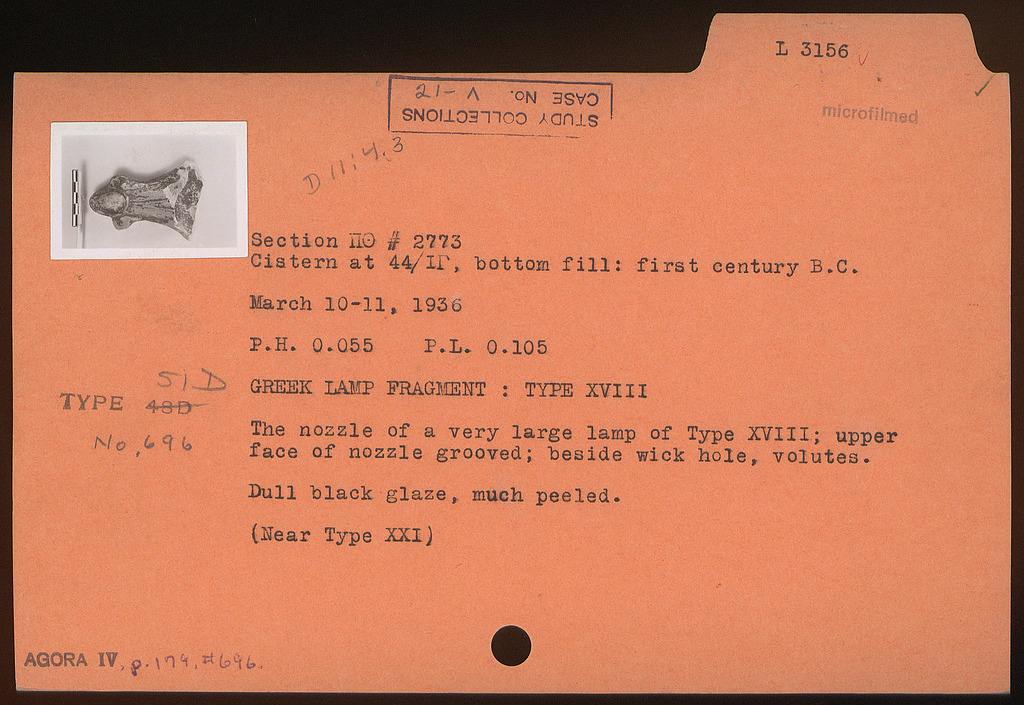 L 3156
microfilmed
STUDY COLLECTIONS
CASE No. V -21
D 11:4.3
Section ΠΘ # 2773
Cistern at 44/ΙΓ, bottom fill: first century B.C.
March 10-11, 1936
P.H. 0.055 P.L. 0.105
51D
TYPE 48D
No, 696
GREEK LAMP FRAGMENT : TYPE XVIII
The nozzle of a very large lamp of Type XVIII; upper
face of nozzle grooved; beside wick hole, volutes.
Dull black glaze, much peeled.
(Near Type XXI)
AGORA IV, p. 179, #696.